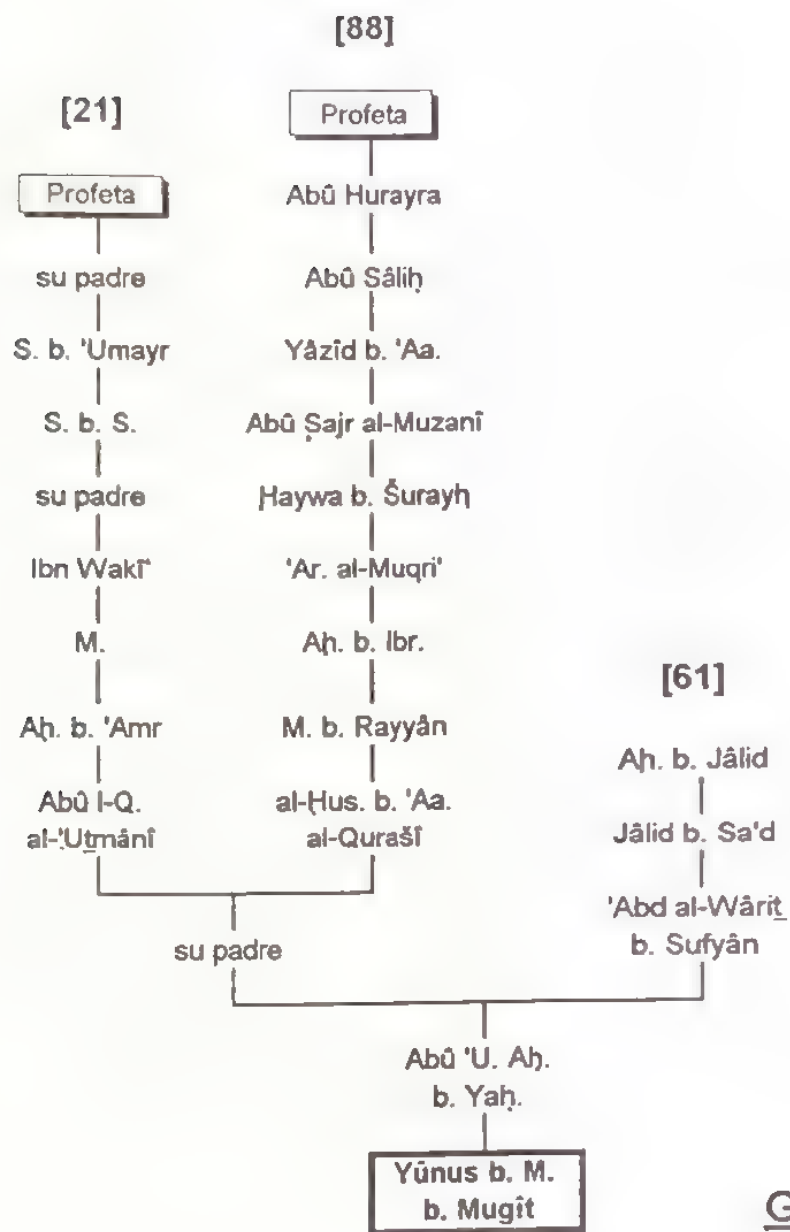 [88]
[21]
Profeta
Profeta
Abû Hurayra
su padre
Abû Sâliḥ
S. b. 'Umayr
Yâzîd b. 'Aa.
S. b. S.
Abû Ṣajr al-Muzanî
su padre
Ḥaywa b. Šurayḥ
Ibn Wakî'
'Ar. al-Muqri'
M.
Aḥ. b. Ibr.
[61]
Aḥ. b. 'Amr
M. b. Rayyân
Aḥ. b. Jâlid
Abû l-Q.
al-'Uṯmânî
al-Ḥus. b. 'Aa.
al-Qurašî
Jâlid b. Sa'd
'Abd al-Wâriṯ
b. Sufyân
su padre
Abû 'U. Aḥ.
b. Yaḥ.
Yûnus b. M.
b. Mugît
G